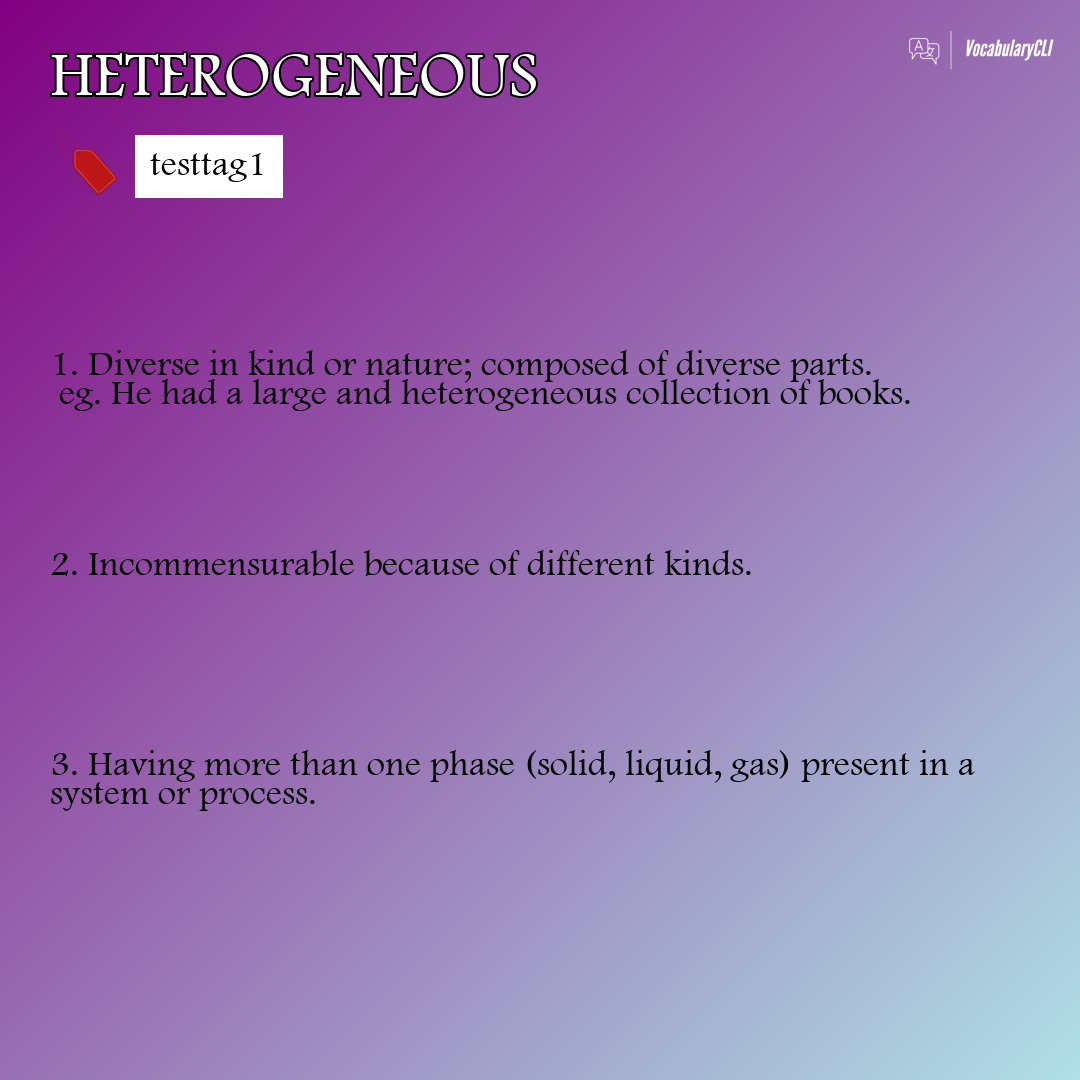 HETEROGENEOUS
VocabularyCLI
testtag1
1. Diverse in kind or nature; composed of diverse parts.
eg. He had a large and heterogeneous collection of books.
2. Incommensurable because of different kinds.
3. Having more than one phase (solid, liquid, gas) present in a
system or process.